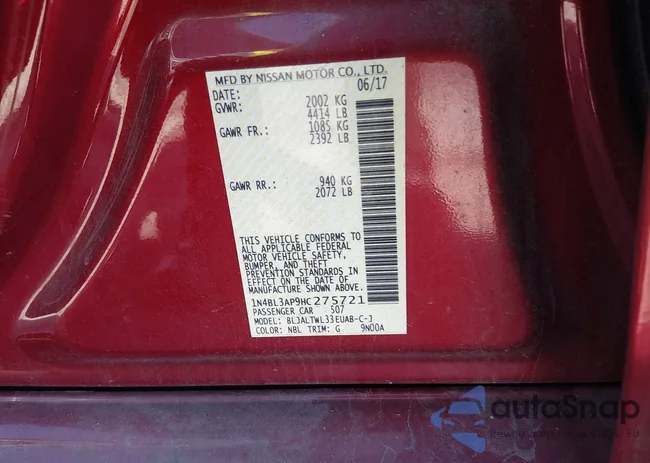 MFD BY NISSAN MOTOR CO., LTD.
DATE: 06/17
GVWR: 2002 KG
4414 LB
GAWR FR.: 1085 KG
2392 LB
GAWR RR.: 940 KG
2072 LB
THIS VEHICLE CONFORMS TO
ALL APPLICABLE FEDERAL
MOTOR VEHICLE SAFETY,
BUMPER, AND THEFT
PREVENTION STANDARDS IN
EFFECT ON THE DATE OF
MANUFACTURE SHOWN ABOVE
1N4BL3AP9HC275721
PASSENGER CAR 507
MODEL: BLJALTWL33EUAB-C-J
COLOR: NBL TRIM: G 9N00A
autoSnap